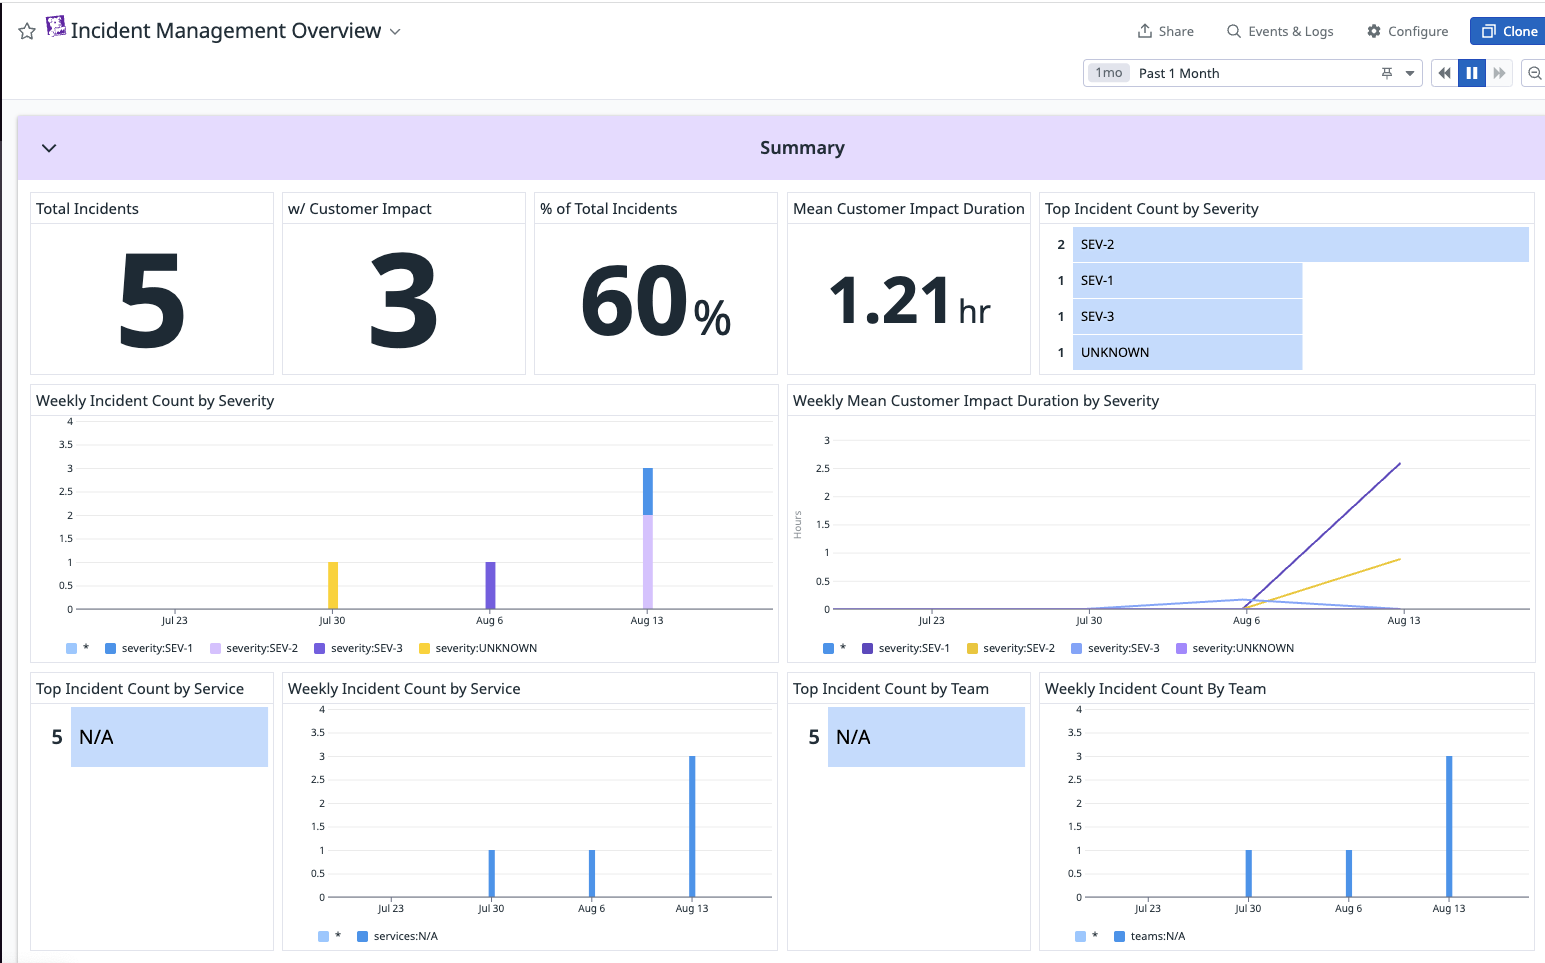 Incident Management Overview
Share
Events & Logs
Configure
Clone
1mo Past 1 Month
Summary
Total Incidents
5
w/ Customer Impact
3
% of Total Incidents
60 %
Mean Customer Impact Duration
1.21 hr
Top Incident Count by Severity
2 SEV-2
1 SEV-1
1 SEV-3
1 UNKNOWN
Weekly Incident Count by Severity
4
3.5
3
2.5
2
1.5
1
0.5
0
Jul 23 Jul 30 Aug 6 Aug 13
* severity:SEV-1 severity:SEV-2 severity:SEV-3 severity:UNKNOWN
Weekly Mean Customer Impact Duration by Severity
Hours
3
2.5
2
1.5
1
0.5
0
Jul 23 Jul 30 Aug 6 Aug 13
* severity:SEV-1 severity:SEV-2 severity:SEV-3 severity:UNKNOWN
Top Incident Count by Service
5 N/A
Weekly Incident Count by Service
4
3.5
3
2.5
2
1.5
1
0.5
0
Jul 23 Jul 30 Aug 6 Aug 13
* services:N/A
Top Incident Count by Team
5 N/A
Weekly Incident Count By Team
4
3.5
3
2.5
2
1.5
1
0.5
0
Jul 23 Jul 30 Aug 6 Aug 13
* teams:N/A